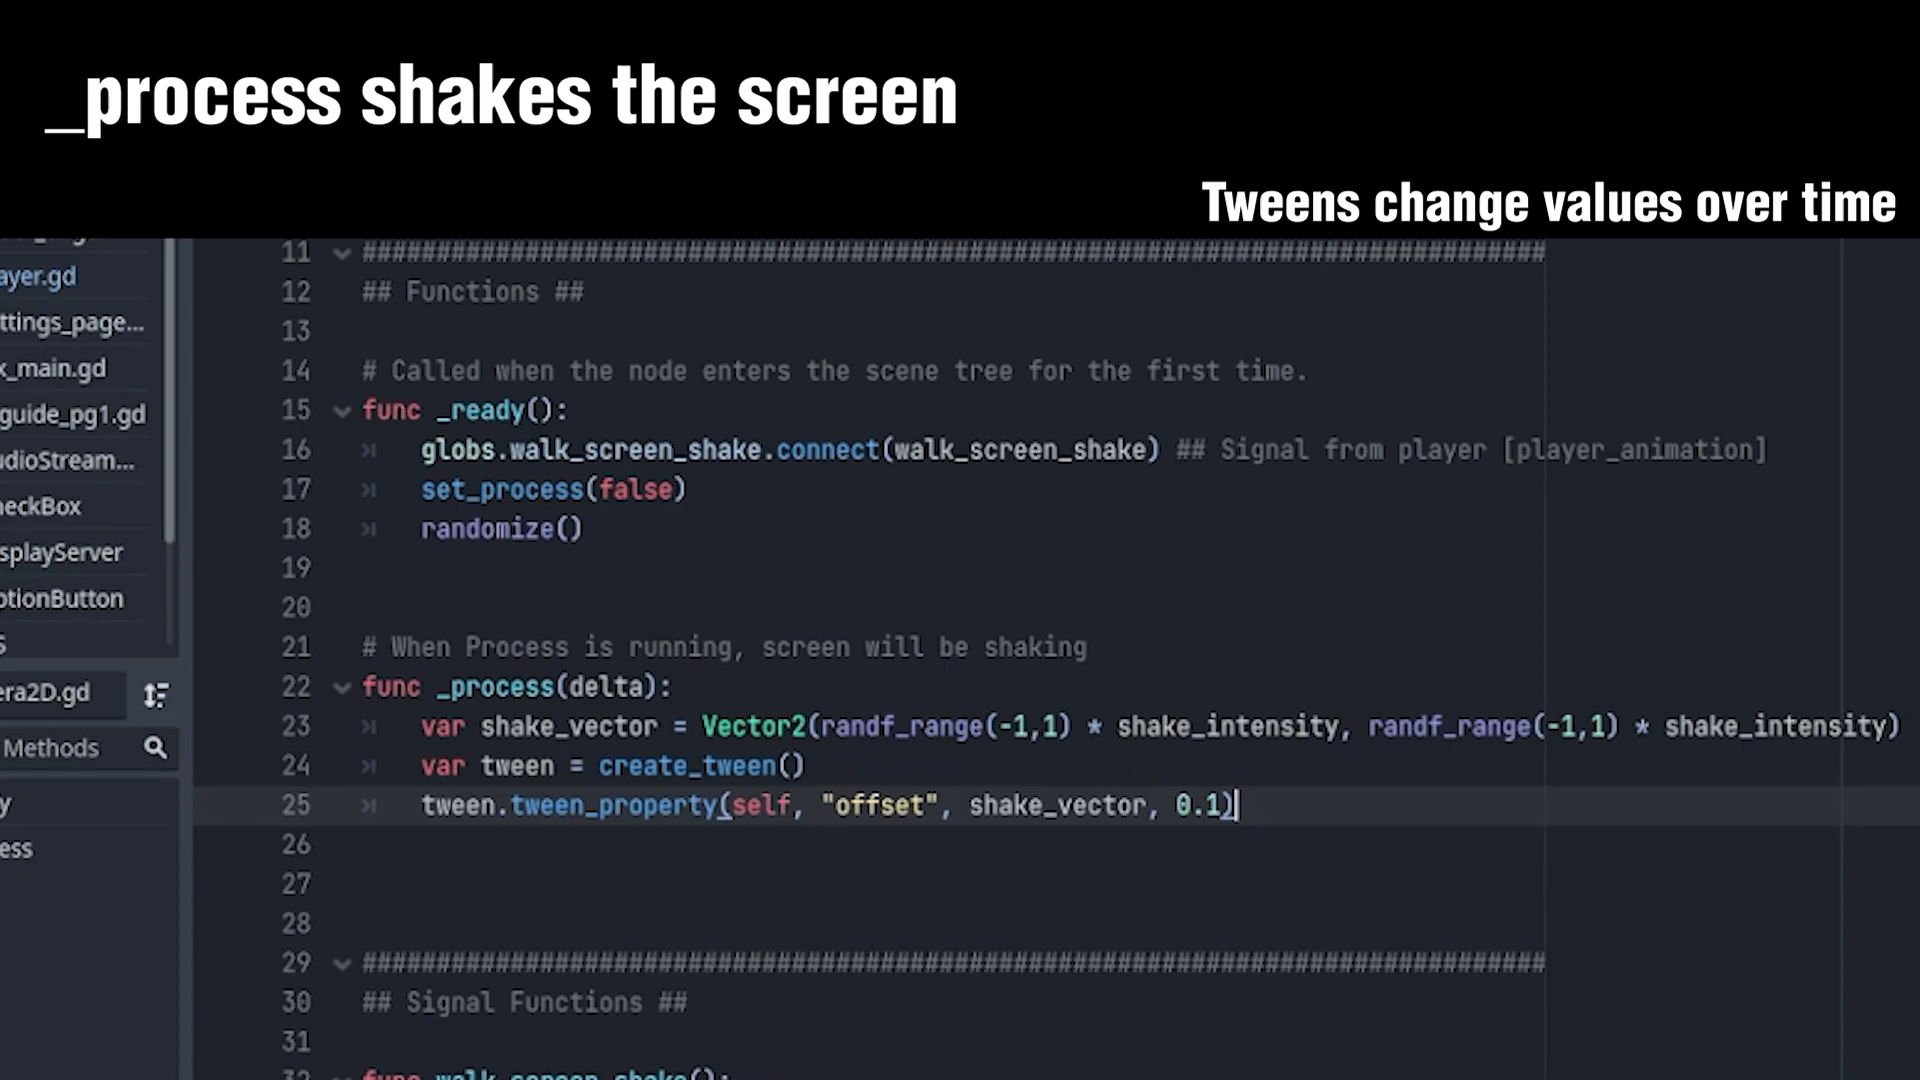 _process shakes the screen
Tweens change values over time
11 ################################################################################
ayer.gd
12 ## Functions ##
ttings_page...
13
k_main.gd
14 # Called when the node enters the scene tree for the first time.
guide_pg1.gd
15 func _ready():
udioStream...
16 globs.walk_screen_shake.connect(walk_screen_shake) ## Signal from player [player_animation]
heckBox
17 set_process(false)
18 randomize()
splayServer
19
otionButton
20
21 # When Process is running, screen will be shaking
era2D.gd
22 func _process(delta):
Methods
23 var shake_vector = Vector2(randf_range(-1,1) * shake_intensity, randf_range(-1,1) * shake_intensity)
24 var tween = create_tween()
y
25 tween.tween_property(self, "offset", shake_vector, 0.1)
ess
26
27
28
29 ################################################################################
30 ## Signal Functions ##
31
32 func walk_screen_shake():